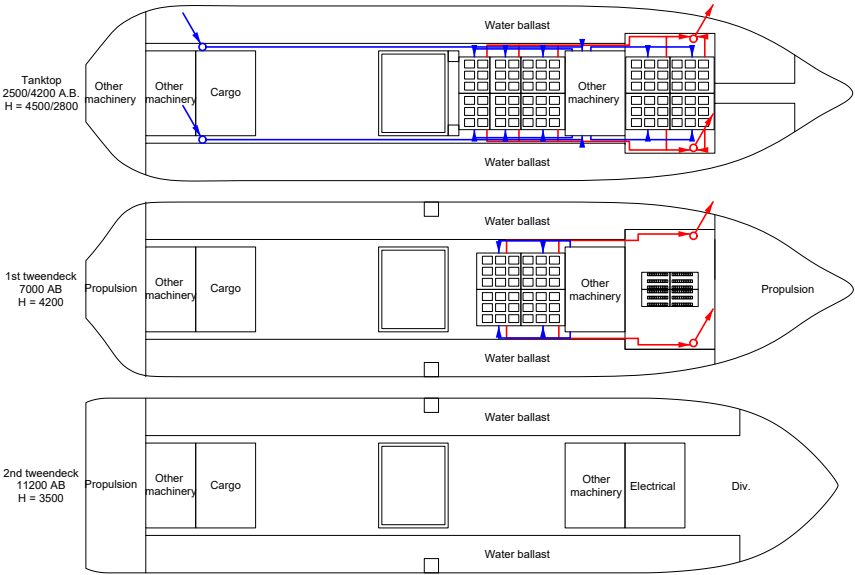 Water ballast
Tanktop
2500/4200 A.B.
H = 4500/2800
Other
machinery
Other
machinery
Cargo
Other
machinery
Water ballast
Water ballast
1st tweendeck
7000 AB
H = 4200
Propulsion
Other
machinery
Cargo
Other
machinery
Propulsion
Water ballast
Water ballast
2nd tweendeck
11200 AB
H = 3500
Propulsion
Other
machinery
Cargo
Other
machinery
Electrical
Div.
Water ballast